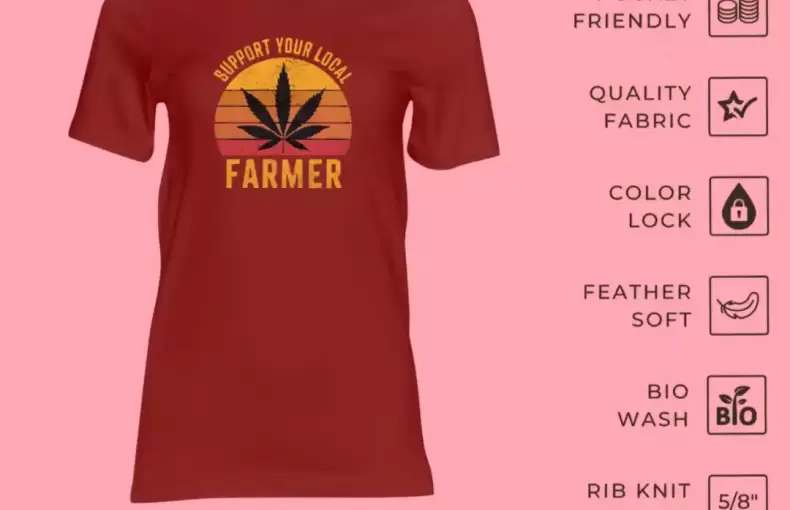 SUPPORT YOUR LOCAL
FARMER
FRIENDLY
QUALITY
FABRIC
COLOR
LOCK
FEATHER
SOFT
BIO
WASH
BIO
RIB KNIT
5/8"